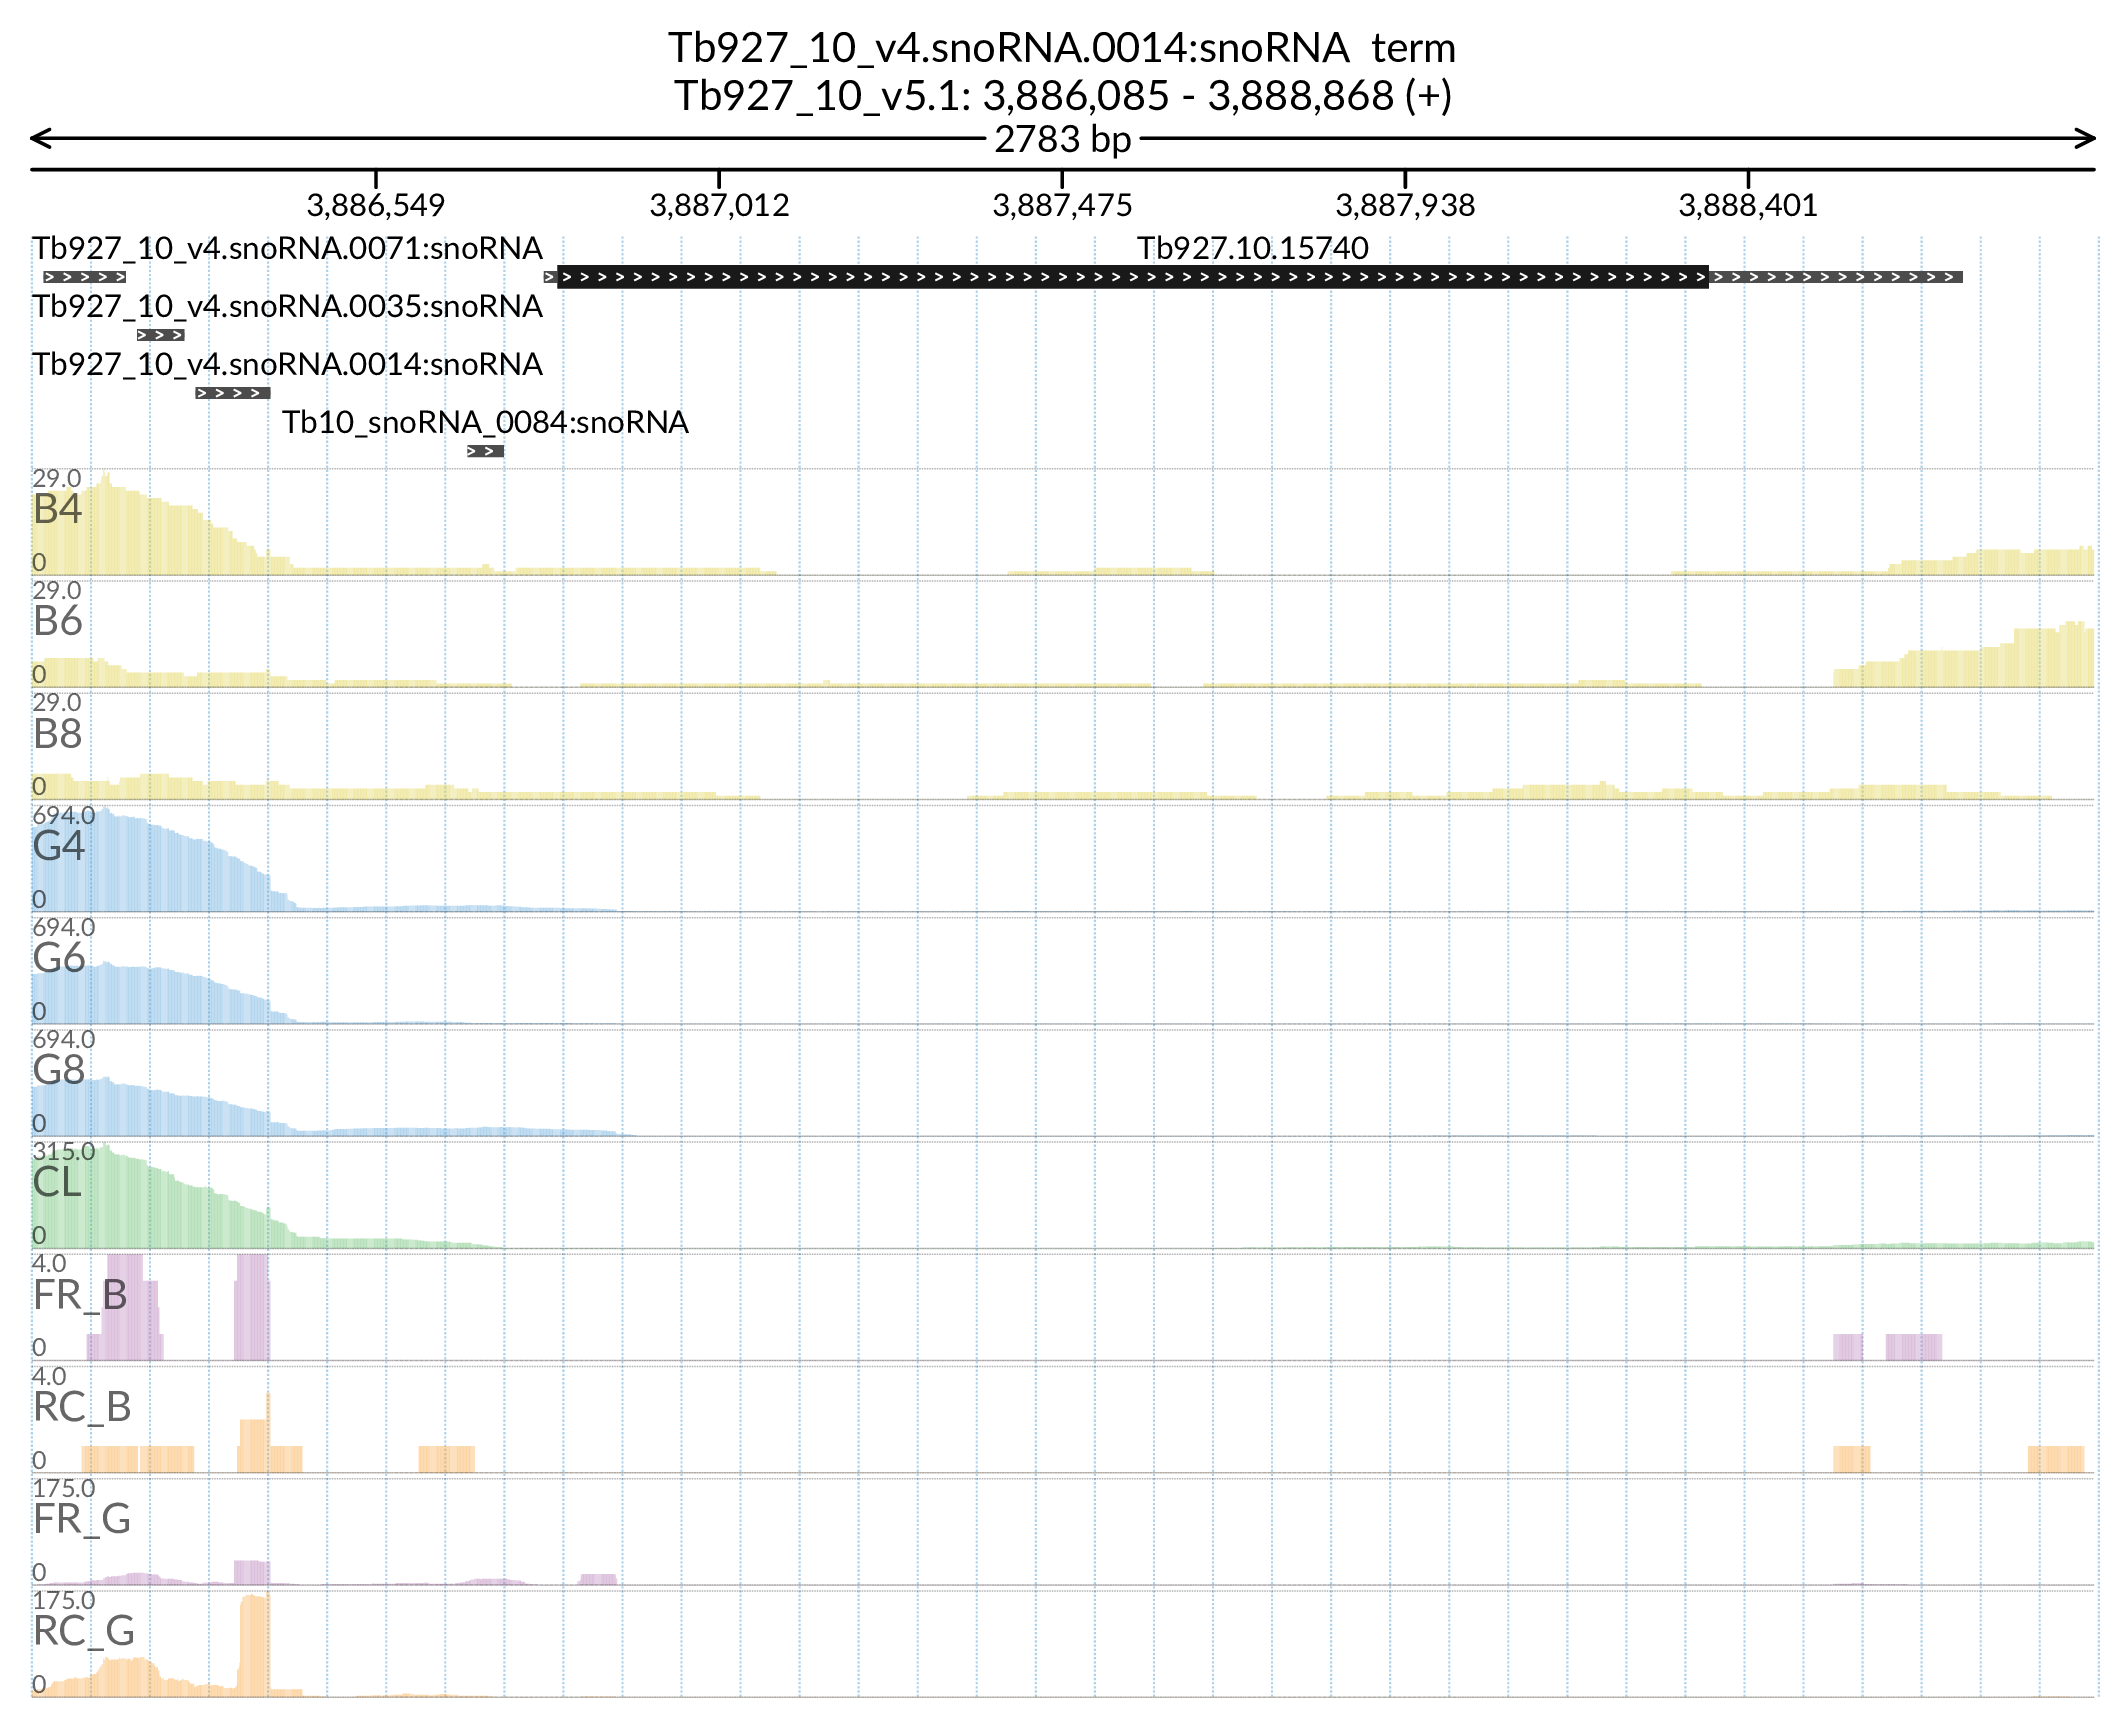 Tb927_10_v4.snoRNA.0014:snoRNA term
Tb927_10_v5.1: 3,886,085 - 3,888,868 (+)
2783 bp
3,886,549 3,887,012 3,887,475 3,887,938 3,888,401
Tb927_10_v4.snoRNA.0071:snoRNA Tb927.10.15740
Tb927_10_v4.snoRNA.0035:snoRNA
Tb927_10_v4.snoRNA.0014:snoRNA
Tb10_snoRNA_0084:snoRNA
29.0
B4
0
29.0
B6
0
29.0
B8
0
694.0
G4
0
694.0
G6
0
694.0
G8
0
315.0
CL
0
4.0
FR_B
0
4.0
RC_B
0
175.0
FR_G
0
175.0
RC_G
0